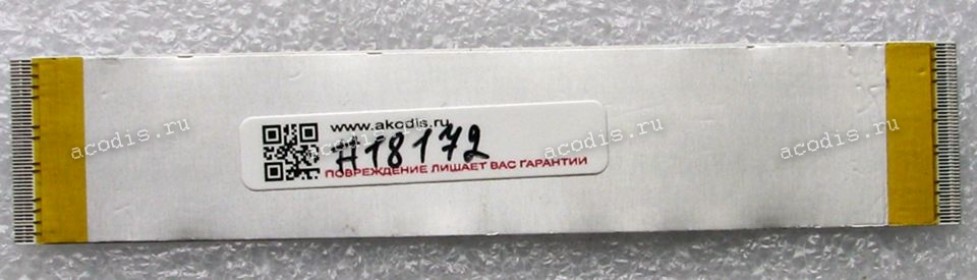 www.akodis.ru
H18172
ПОВРЕЖДЕНИЕ ЛИШАЕТ ВАС ГАРАНТИИ
acodis.ru
acodis.ru
acodis.ru